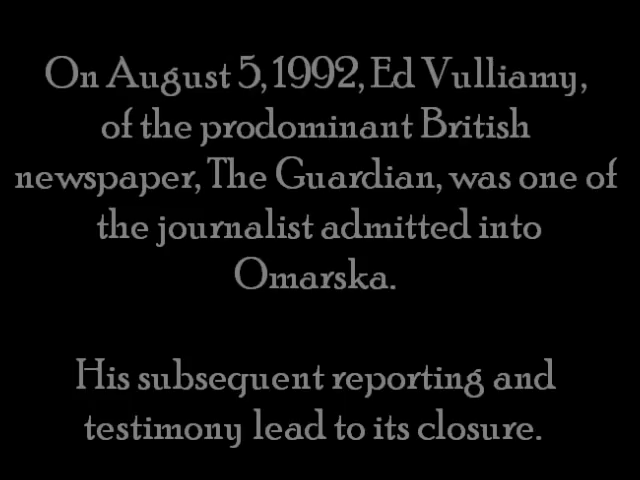 On August 5, 1992, Ed Vulliamy,
of the prodominant British
newspaper, The Guardian, was one of
the journalist admitted into
Omarska.
His subsequent reporting and
testimony lead to its closure.